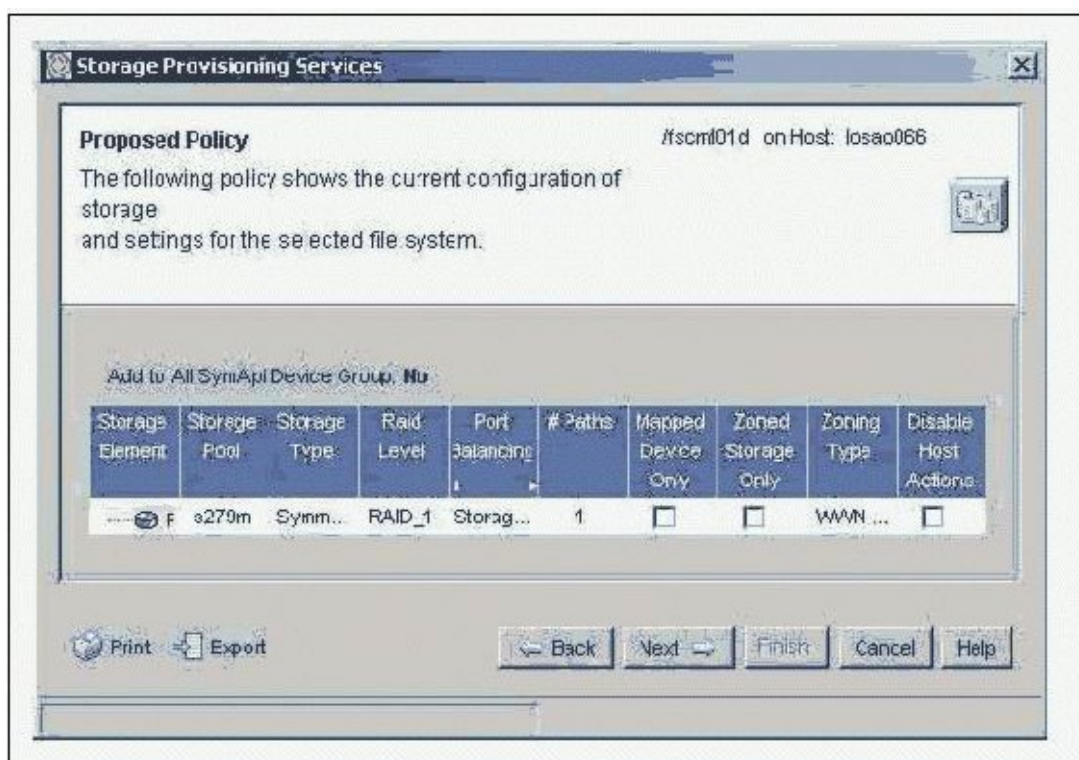 Storage Provisioning Services
Proposed Policy
/fscml01d on Host: losao066
The following policy shows the current configuration of
storage
and settings for the selected file system.
Add to All SymApi Device Group, No
Storage Element Storage Pool Storage Type Raid Level Port Balancing # Paths Mapped Device Only Zoned Storage Only Zoning Type Disable Host Actions
F s279m Symm... RAID_1 Storag... 1 WWN ...
Print Export Back Next Finish Cancel Help